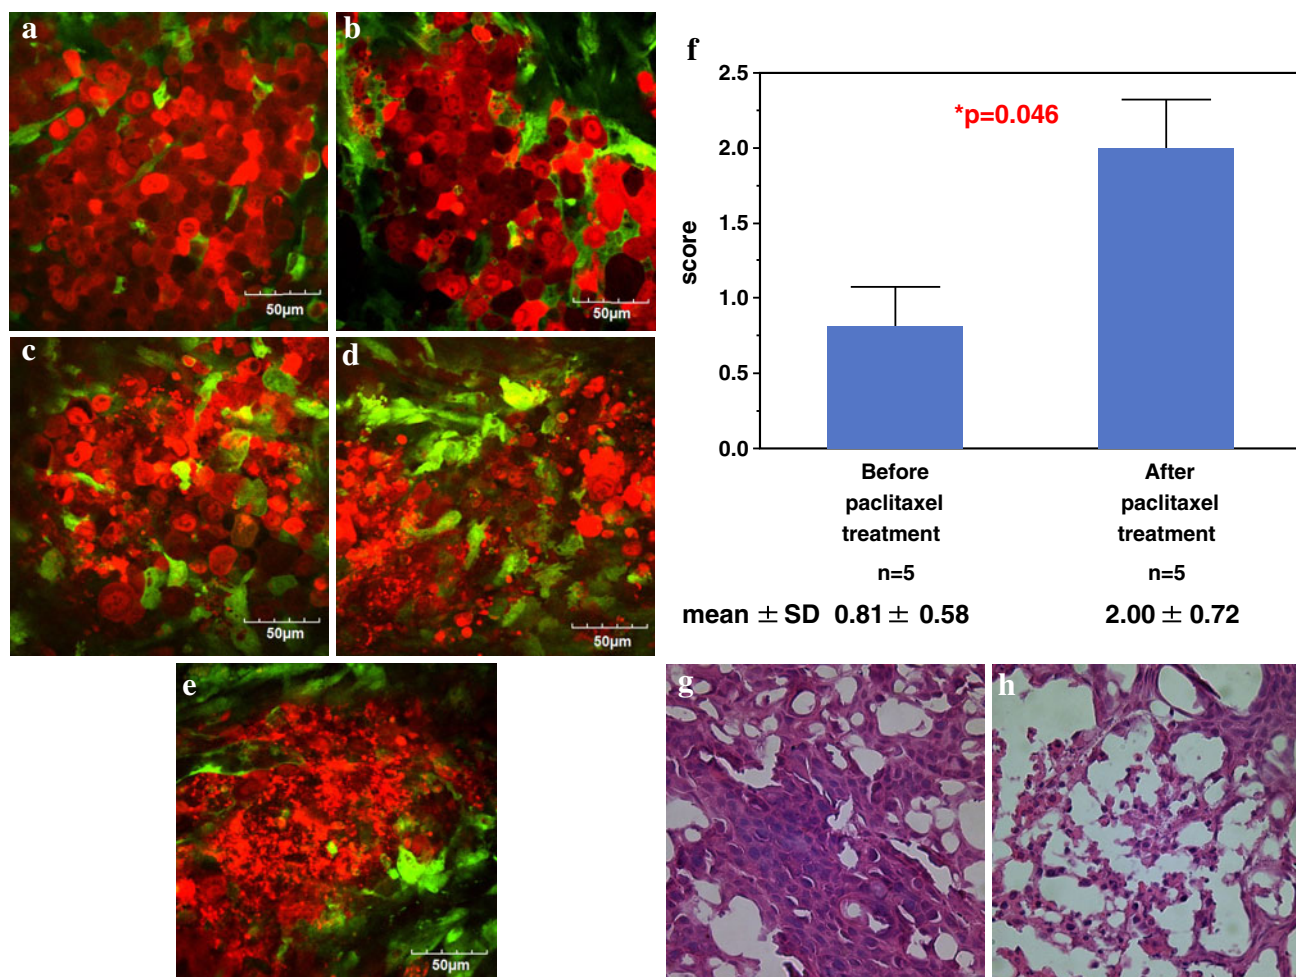 a
b
50µm
50µm
c
d
50µm
50µm
e
50µm
f
*p=0.046
score
2.5
2.0
1.5
1.0
0.5
0.0
Before
paclitaxel
treatment
After
paclitaxel
treatment
n=5
n=5
mean ± SD 0.81 ± 0.58
2.00 ± 0.72
g
h